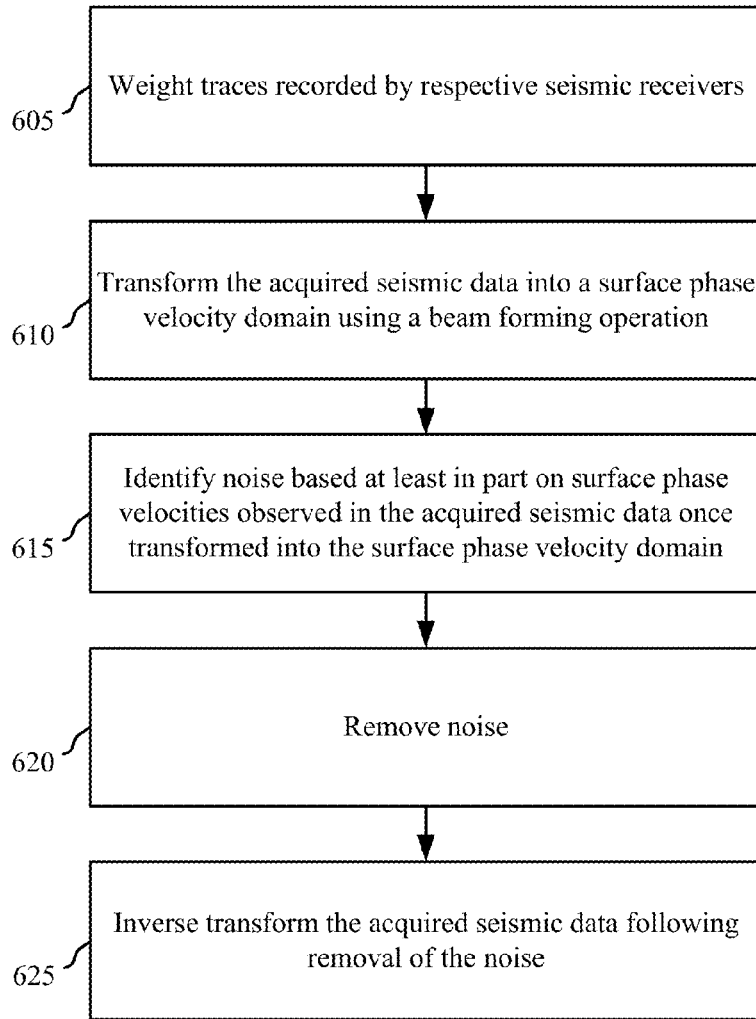 Weight traces recorded by respective seismic receivers
605
Transform the acquired seismic data into a surface phase
velocity domain using a beam forming operation
610
Identify noise based at least in part on surface phase
velocities observed in the acquired seismic data once
transformed into the surface phase velocity domain
615
Remove noise
620
Inverse transform the acquired seismic data following
removal of the noise
625